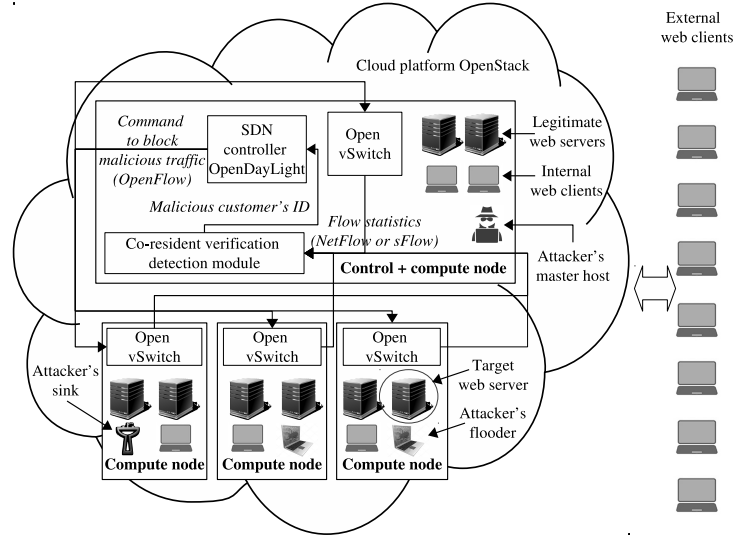 External
web clients
Cloud platform OpenStack
Command
to block
malicious traffic
(OpenFlow)
SDN
controller
OpenDayLight
Open
vSwitch
Legitimate
web servers
Internal
web clients
Malicious customer's ID
Flow statistics
(NetFlow or sFlow)
Co-resident verification
detection module
Attacker's
master host
Control + compute node
Open
vSwitch
Open
vSwitch
Open
vSwitch
Attacker's
sink
Target
web server
Attacker's
flooder
Compute node
Compute node
Compute node